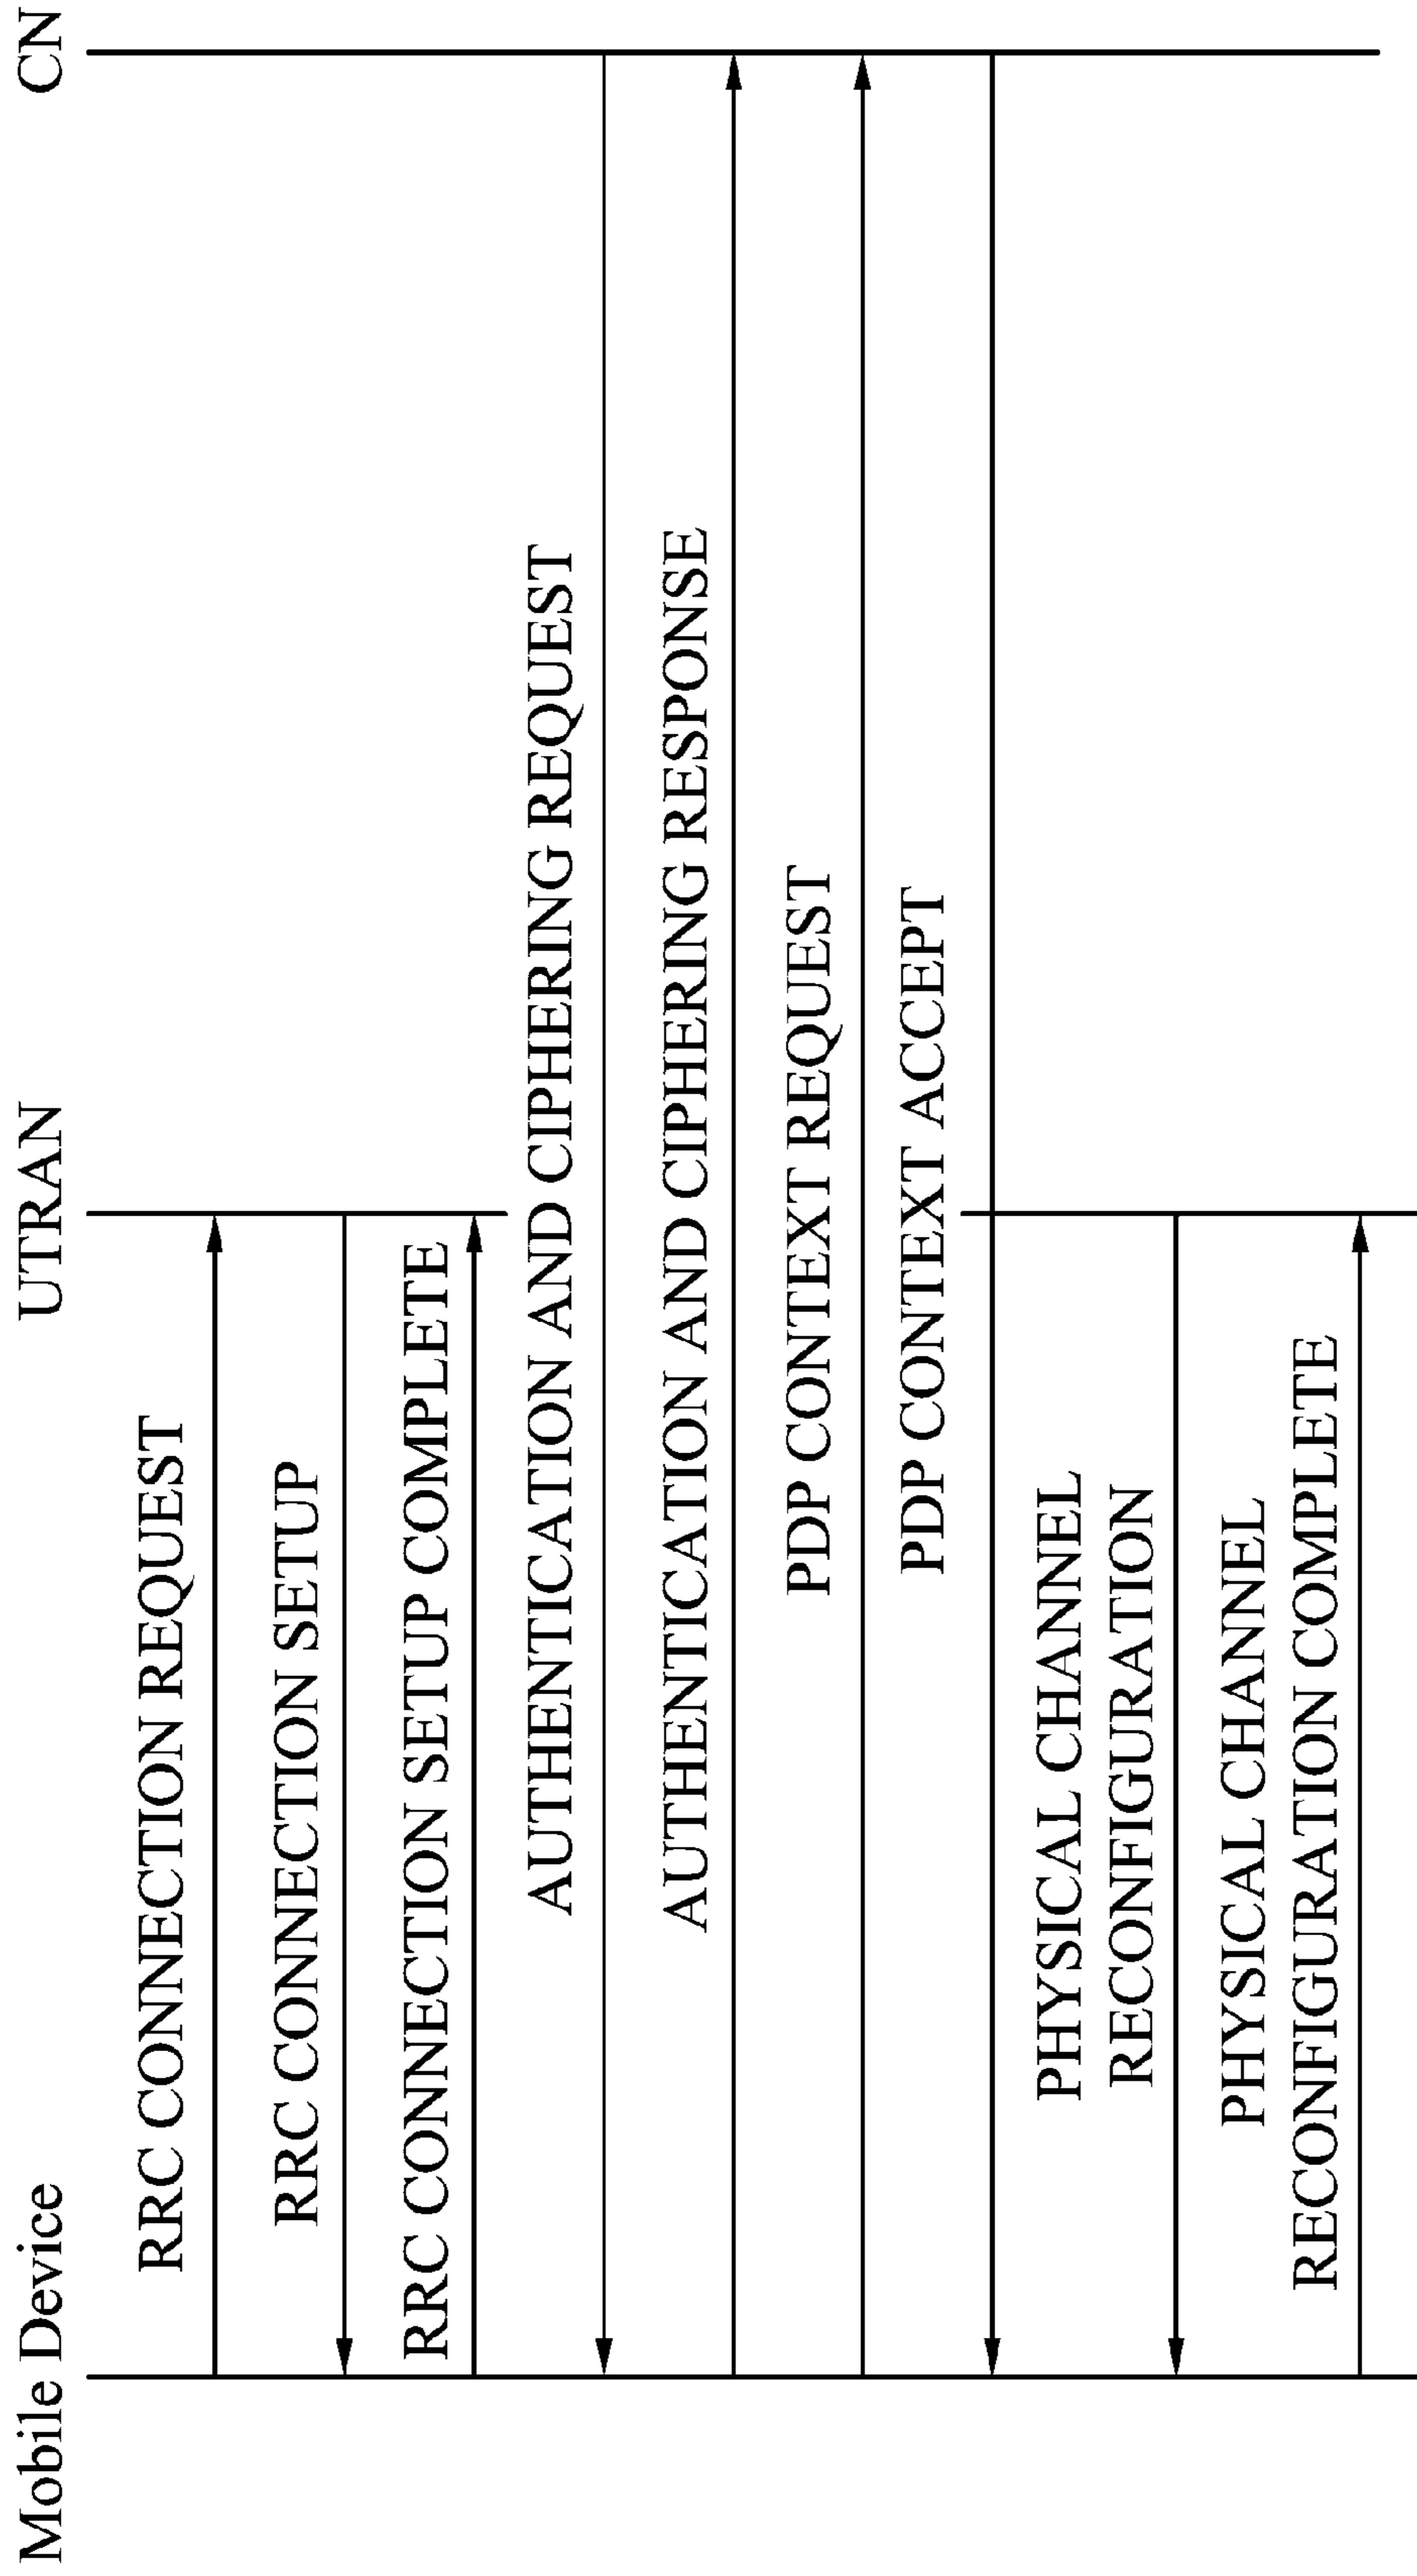 Mobile Device
UTRAN
CN
RRC CONNECTION REQUEST
RRC CONNECTION SETUP
RRC CONNECTION SETUP COMPLETE
AUTHENTICATION AND CIPHERING REQUEST
AUTHENTICATION AND CIPHERING RESPONSE
PDP CONTEXT REQUEST
PDP CONTEXT ACCEPT
PHYSICAL CHANNEL
RECONFIGURATION
PHYSICAL CHANNEL
RECONFIGURATION COMPLETE